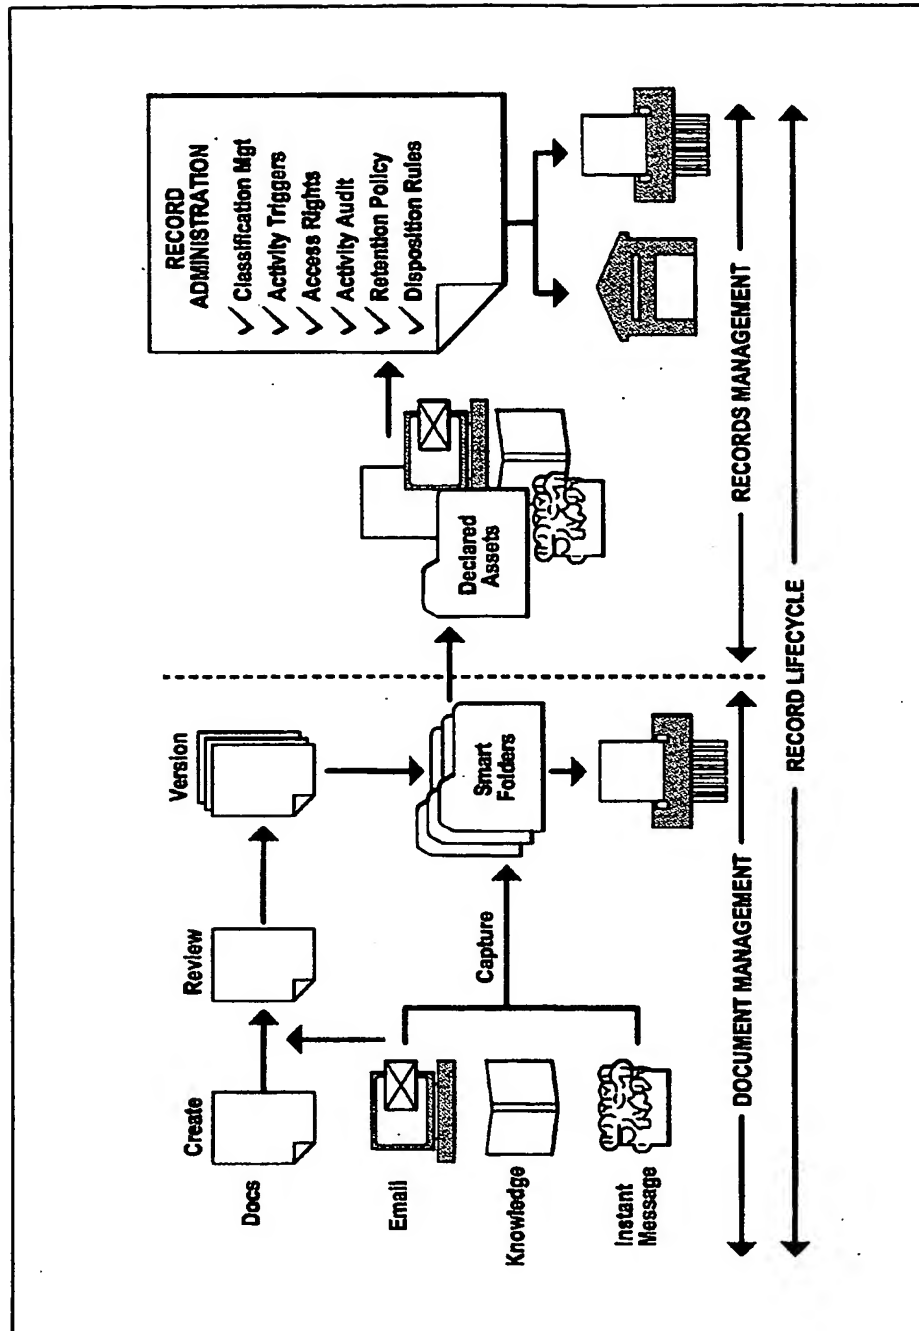 Create
Review
Version
Docs
Email
Knowledge
Instant
Message
Capture
Smart
Folders
Declared
Assets
RECORD
ADMINISTRATION
✓ Classification Mgt
✓ Activity Triggers
✓ Access Rights
✓ Activity Audit
✓ Retention Policy
✓ Disposition Rules
DOCUMENT MANAGEMENT
RECORDS MANAGEMENT
RECORD LIFECYCLE